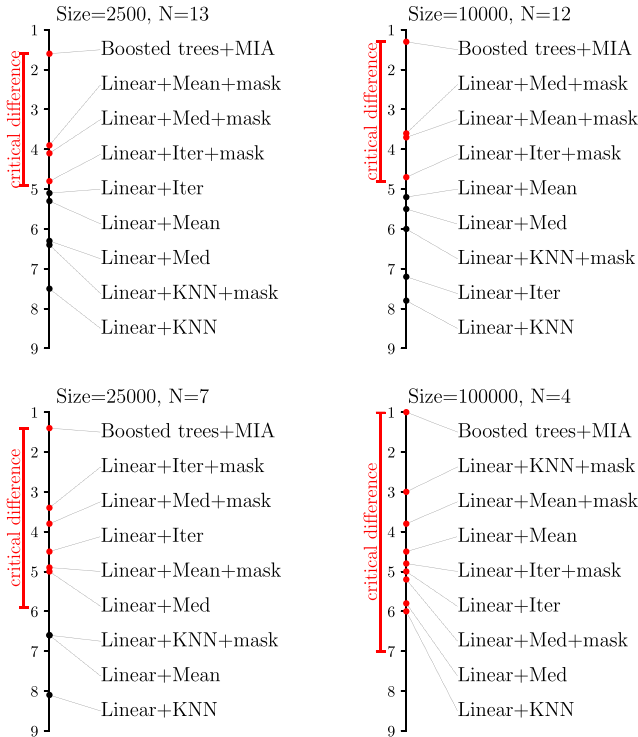 Size=2500, N=13
1
2
3
4
5
6
7
8
9
critical difference
Boosted trees+MIA
Linear+Mean+mask
Linear+Med+mask
Linear+Iter+mask
Linear+Iter
Linear+Mean
Linear+Med
Linear+KNN+mask
Linear+KNN
Size=10000, N=12
1
2
3
4
5
6
7
8
9
critical difference
Boosted trees+MIA
Linear+Med+mask
Linear+Mean+mask
Linear+Iter+mask
Linear+Mean
Linear+Med
Linear+KNN+mask
Linear+Iter
Linear+KNN
Size=25000, N=7
1
2
3
4
5
6
7
8
9
critical difference
Boosted trees+MIA
Linear+Iter+mask
Linear+Med+mask
Linear+Iter
Linear+Mean+mask
Linear+Med
Linear+KNN+mask
Linear+Mean
Linear+KNN
Size=100000, N=4
1
2
3
4
5
6
7
8
9
critical difference
Boosted trees+MIA
Linear+KNN+mask
Linear+Mean+mask
Linear+Mean
Linear+Iter+mask
Linear+Iter
Linear+Med+mask
Linear+Med
Linear+KNN